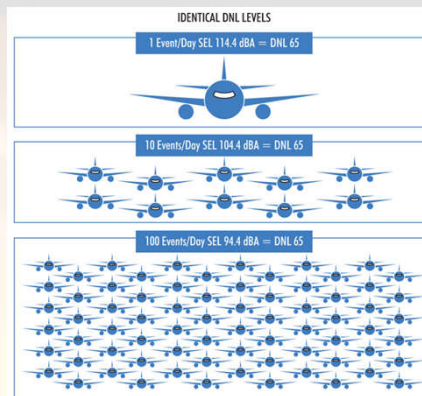 IDENTICAL DNL LEVELS
1 Event/Day SEL 114.4 dBA = DNL 65
10 Events/Day SEL 104.4 dBA = DNL 65
100 Events/Day SEL 94.4 dBA = DNL 65